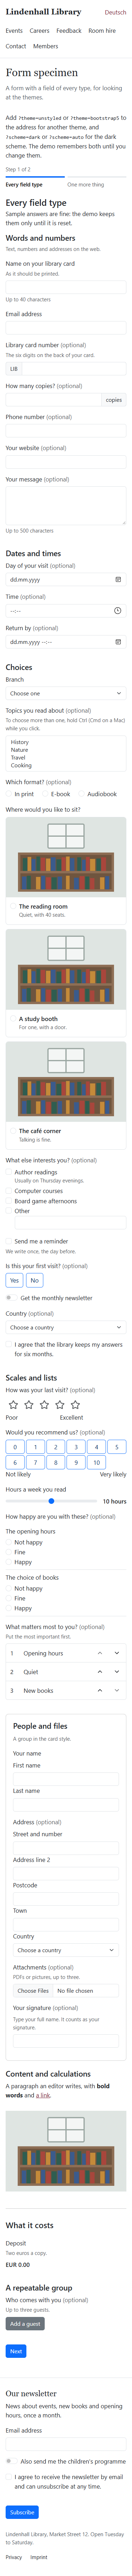 Lindenhall Library
Deutsch
Events Careers Feedback Room hire
Contact Members
Form specimen
A form with a field of every type, for looking
at the themes.
Add ?theme=unstyled or ?theme=bootstrap5 to
the address for another theme, and
?scheme=dark or ?scheme=auto for the dark
scheme. The demo remembers both until you
change them.
Step 1 of 2
Every field type
One more thing
Every field type
Sample answers are fine: the demo keeps
them only until it is reset.
Words and numbers
Text, numbers and addresses on the web.
Name on your library card
As it should be printed.
Up to 40 characters
Email address
Library card number (optional)
The six digits on the back of your card.
LIB
How many copies? (optional)
copies
Phone number (optional)
Your website (optional)
Your message (optional)
Up to 500 characters
Dates and times
Day of your visit (optional)
dd.mm.yyyy
Time (optional)
--:--
Return by (optional)
dd.mm.yyyy --:--
Choices
Branch
Choose one
Topics you read about (optional)
To choose more than one, hold Ctrl (Cmd on a Mac)
while you click.
History
Nature
Travel
Cooking
Which format? (optional)
In print E-book Audiobook
Where would you like to sit?
The reading room
Quiet, with 40 seats.
A study booth
For one, with a door.
The café corner
Talking is fine.
What else interests you? (optional)
Author readings
Usually on Thursday evenings.
Computer courses
Board game afternoons
Other
Send me a reminder
We write once, the day before.
Is this your first visit? (optional)
Yes No
Get the monthly newsletter
Country (optional)
Choose a country
I agree that the library keeps my answers
for six months.
Scales and lists
How was your last visit? (optional)
Poor Excellent
Would you recommend us? (optional)
0 1 2 3 4 5
6 7 8 9 10
Not likely Very likely
Hours a week you read
10 hours
How happy are you with these? (optional)
The opening hours
Not happy
Fine
Happy
The choice of books
Not happy
Fine
Happy
What matters most to you? (optional)
Put the most important first.
1 Opening hours
2 Quiet
3 New books
People and files
A group in the card style.
Your name
First name
Last name
Address (optional)
Street and number
Address line 2
Postcode
Town
Country
Choose a country
Attachments (optional)
PDFs or pictures, up to three.
Choose Files No file chosen
Your signature (optional)
Type your full name. It counts as your
signature.
Content and calculations
A paragraph an editor writes, with bold
words and a link.
What it costs
Deposit
Two euros a copy.
EUR 0.00
A repeatable group
Who comes with you (optional)
Up to three guests.
Add a guest
Next
Our newsletter
News about events, new books and opening
hours, once a month.
Email address
Also send me the children's programme
I agree to receive the newsletter by email
and can unsubscribe at any time.
Subscribe
Lindenhall Library, Market Street 12. Open Tuesday
to Saturday.
Privacy Imprint